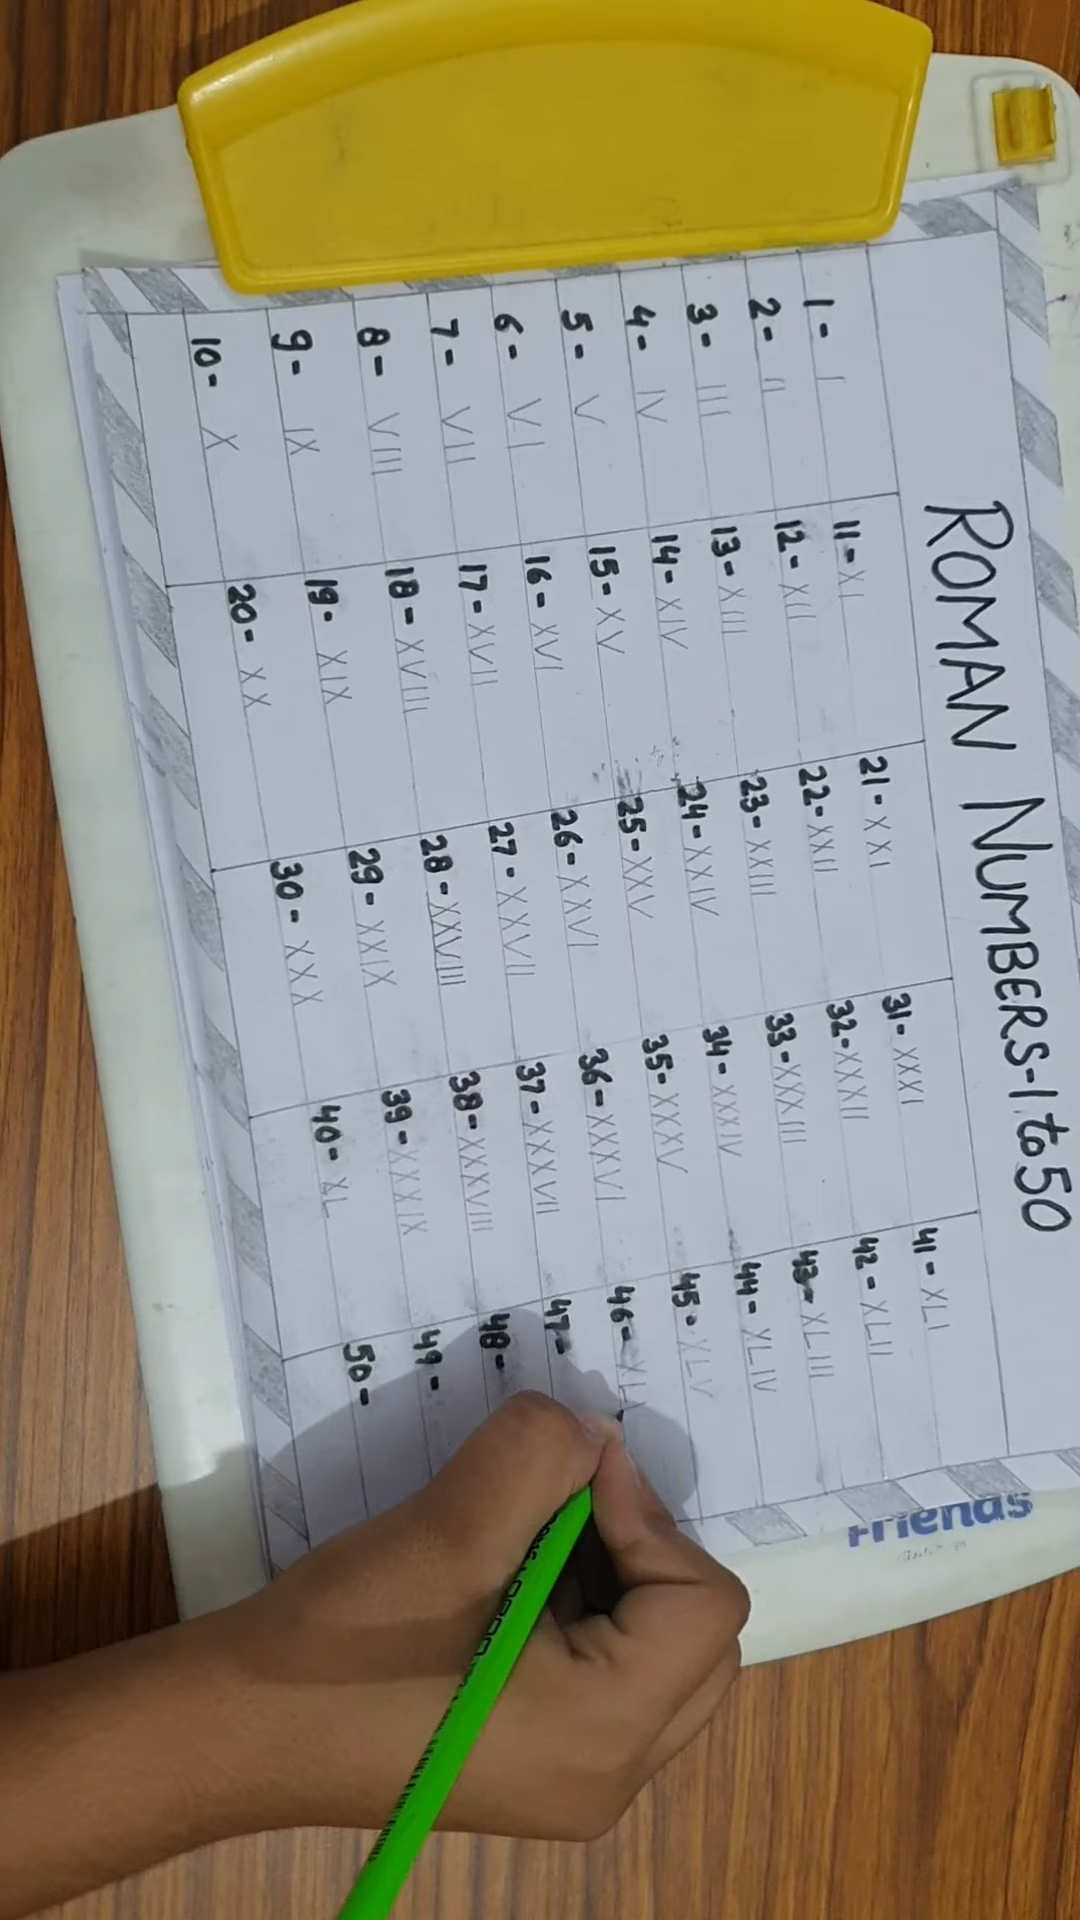 ROMAN NUMBERS-1 to 50
1 - I
2 - II
3 - III
4 - IV
5 - V
6 - VI
7 - VII
8 - VIII
9 - IX
10 - X
11 - XI
12 - XII
13 - XIII
14 - XIV
15 - XV
16 - XVI
17 - XVII
18 - XVIII
19 - XIX
20 - XX
21 - XXI
22 - XXII
23 - XXIII
24 - XXIV
25 - XXV
26 - XXVI
27 - XXVII
28 - XXVIII
29 - XXIX
30 - XXX
31 - XXXI
32 - XXXII
33 - XXXIII
34 - XXXIV
35 - XXXV
36 - XXXVI
37 - XXXVII
38 - XXXVIII
39 - XXXIX
40 - XL
41 - XLI
42 - XLII
43 - XLIII
44 - XLIV
45 - XLV
46 - XL
47 -
48 -
49 -
50 -
Friends